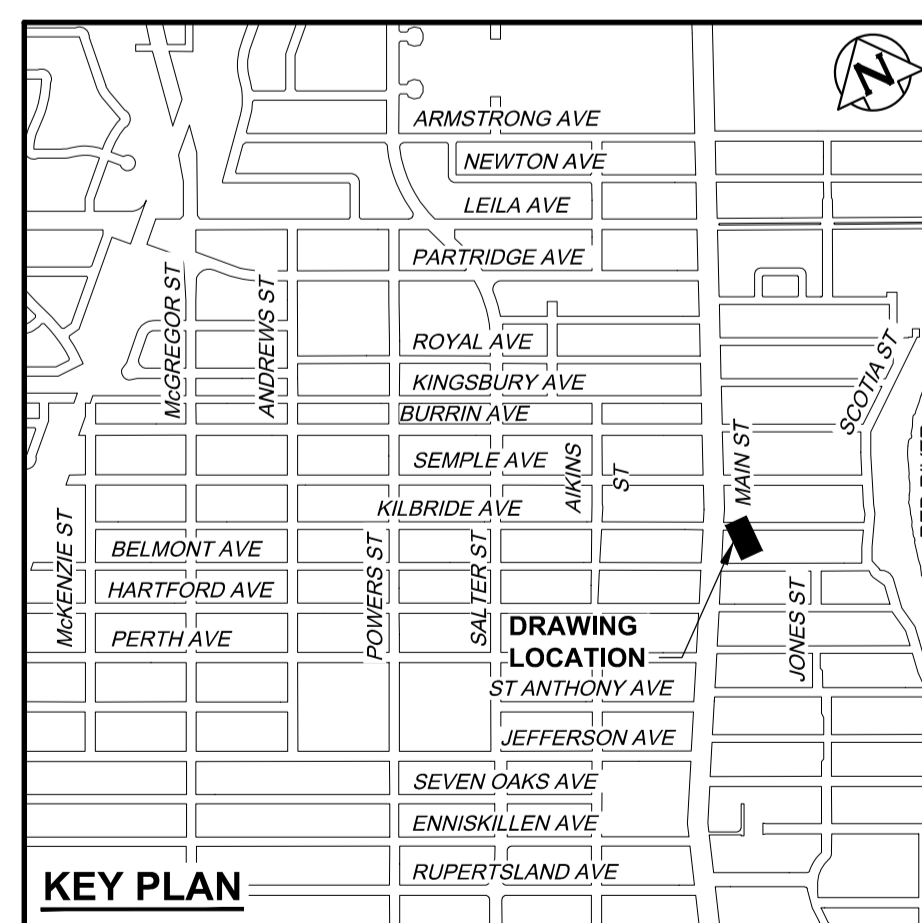 N
ARMSTRONG AVE
NEWTON AVE
LEILA AVE
PARTRIDGE AVE
McGREGOR ST
ANDREWS ST
ROYAL AVE
KINGSBURY AVE
BURRIN AVE
SCOTIA ST
SEMPLE AVE
AIKINS
ST
MAIN ST
KILBRIDE AVE
McKENZIE ST
BELMONT AVE
HARTFORD AVE
PERTH AVE
POWERS ST
SALTER ST
DRAWING
LOCATION
JONES ST
ST ANTHONY AVE
JEFFERSON AVE
SEVEN OAKS AVE
ENNISKILLEN AVE
RUPERTSLAND AVE
KEY PLAN